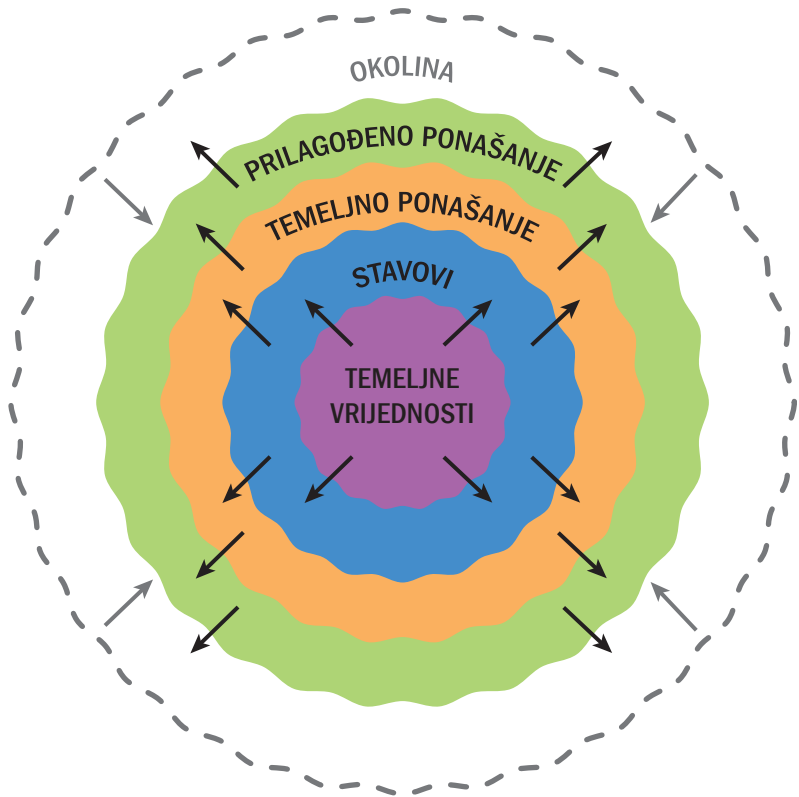 OKOLINA
PRILAGOĐENO PONAŠANJE
TEMELJNO PONAŠANJE
STAVOVI
TEMELJNE
VRIJEDNOSTI